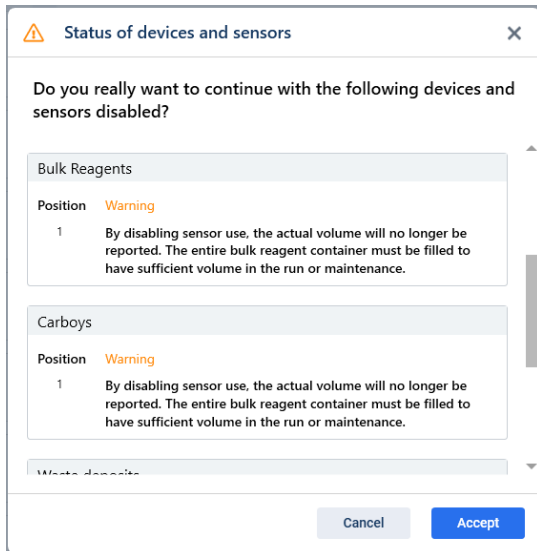 Status of devices and sensors
Do you really want to continue with the following devices and
sensors disabled?
Bulk Reagents
Position Warning
1 By disabling sensor use, the actual volume will no longer be
reported. The entire bulk reagent container must be filled to
have sufficient volume in the run or maintenance.
Carboys
Position Warning
1 By disabling sensor use, the actual volume will no longer be
reported. The entire bulk reagent container must be filled to
have sufficient volume in the run or maintenance.
Waste deposits
Cancel Accept